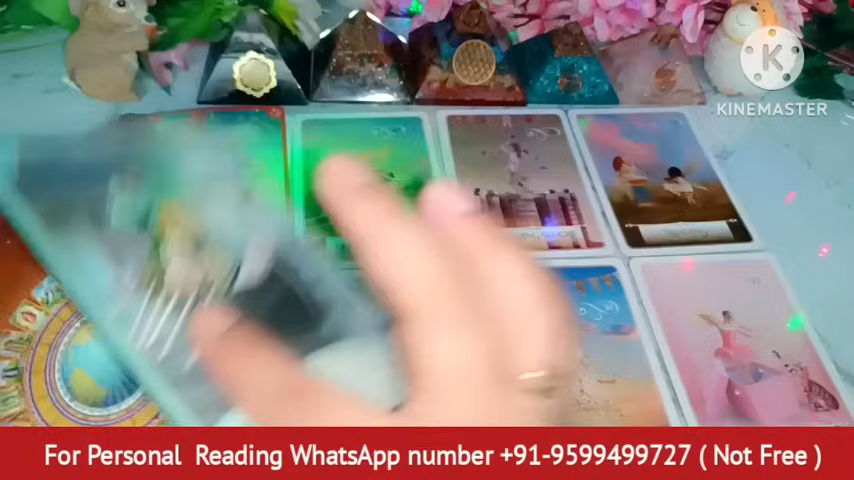 K
KINEMASTER
For Personal Reading WhatsApp number +91-9599499727 ( Not Free )